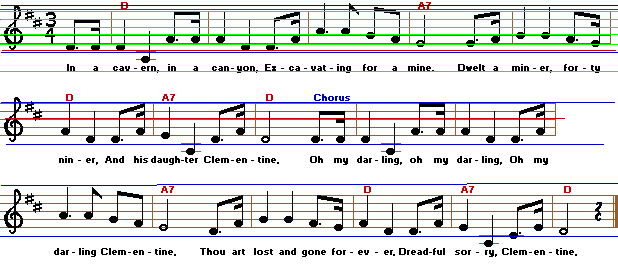 3 4
D A7
In a cav-ern, in a can-yon, Ex-ca-vat-ing for a mine. Dwelt a min-er, for-ty
D A7 D Chorus
nin-er, And his daugh-ter Clem-en-tine. Oh my dar-ling, oh my dar-ling, Oh my
A7 D A7 D
dar-ling Clem-en-tine. Thou art lost and gone for-ev-er. Dread-ful sor-ry, Clem-en-tine.